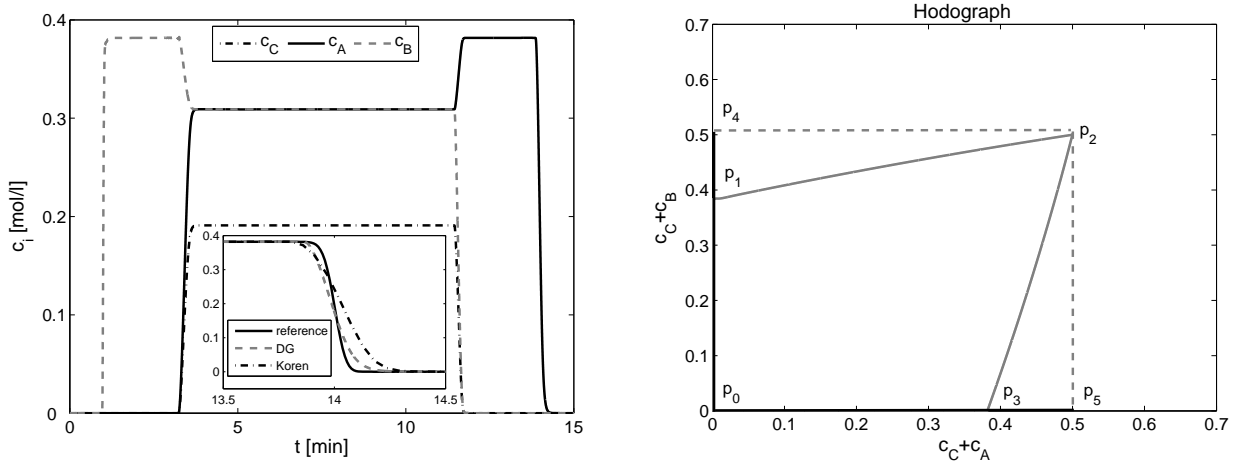 0.4
0.3
0.2
0.1
0
c_i [mol/l]
c_C c_A c_B
0.4
0.3
0.2
0.1
0
reference
DG
Koren
13.5 14 14.5
0 5 10 15
t [min]
Hodograph
0.7
0.6
0.5
0.4
0.3
0.2
0.1
0
c_C+c_B
p_4
p_2
p_1
p_0
p_3
p_5
0 0.1 0.2 0.3 0.4 0.5 0.6 0.7
c_C+c_A